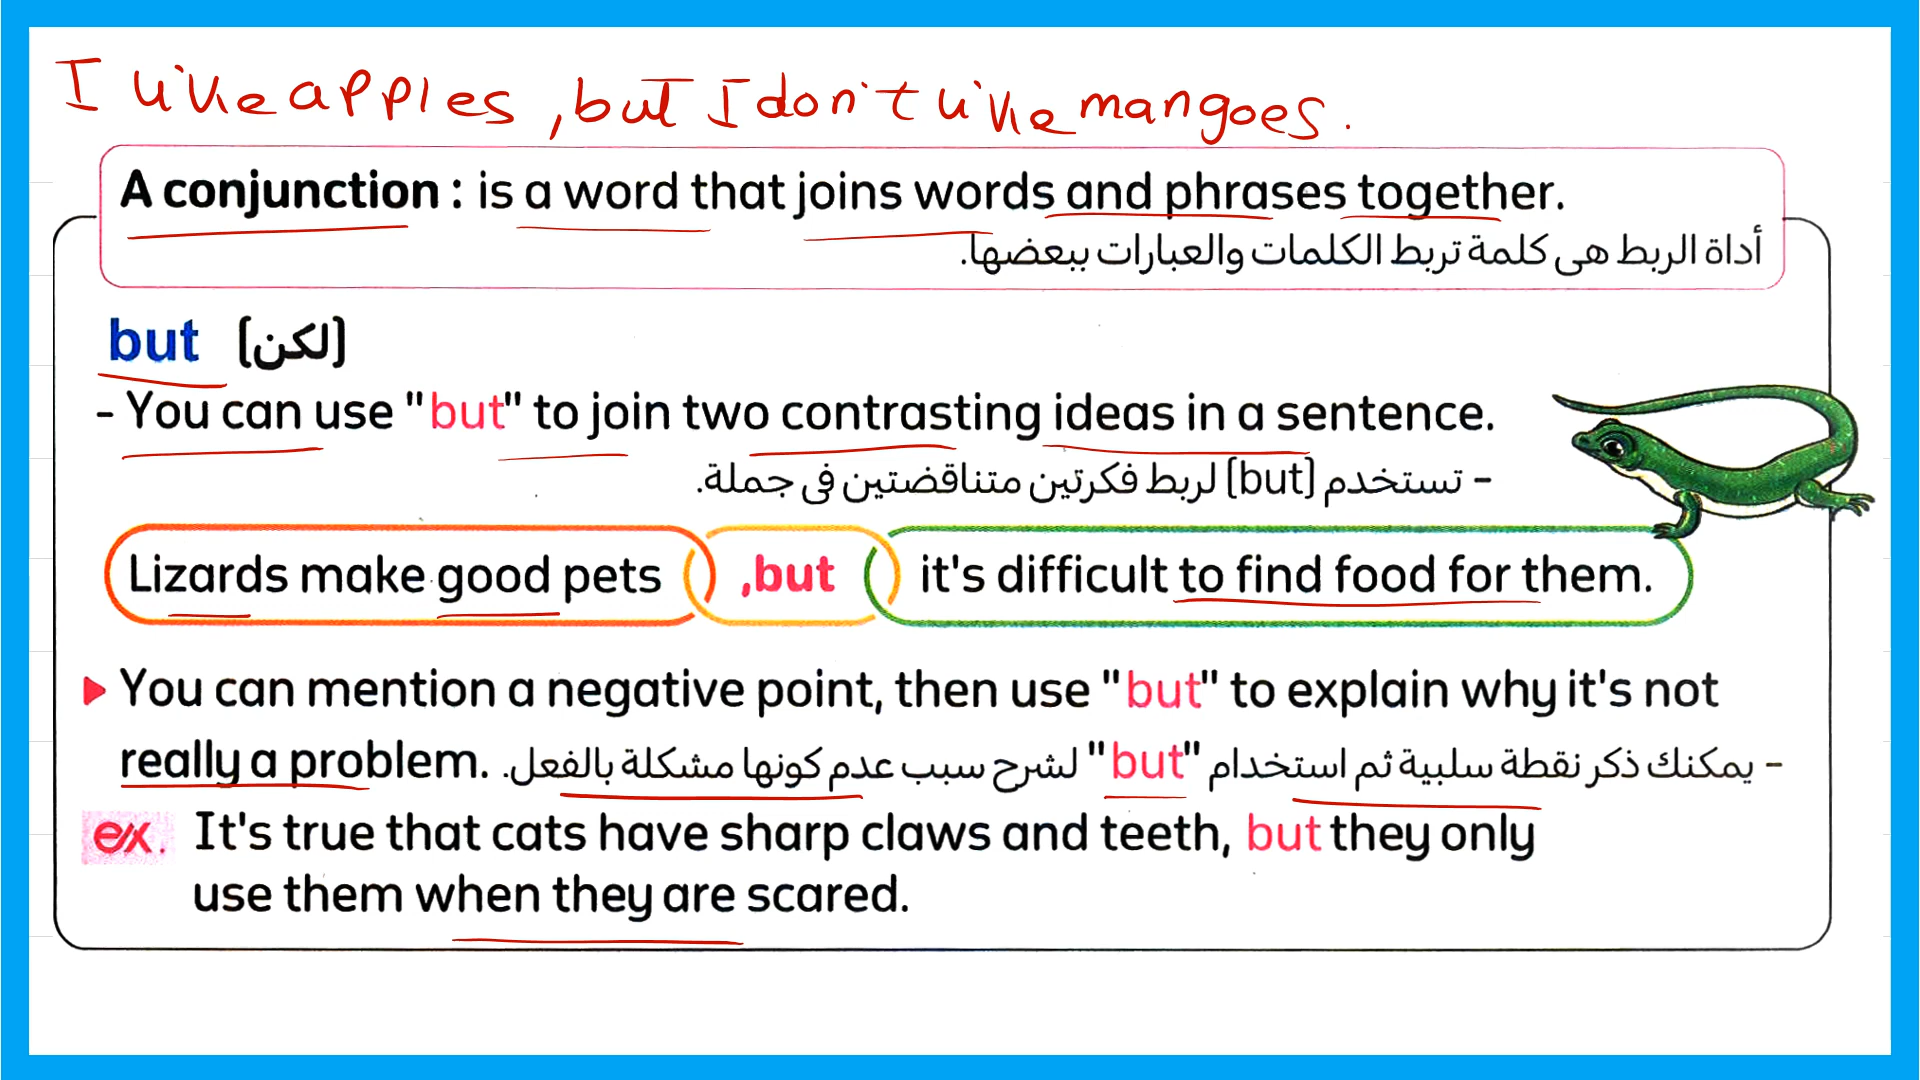 I like apples, but I don't like mangoes.
A conjunction : is a word that joins words and phrases together.
أداة الربط هى كلمة تربط الكلمات والعبارات ببعضها.
but (لكن)
- You can use "but" to join two contrasting ideas in a sentence.
- تستخدم (but) لربط فكرتين متناقضتين فى جملة.
Lizards make good pets ,but it's difficult to find food for them.
You can mention a negative point, then use "but" to explain why it's not
really a problem. - يمكنك ذكر نقطة سلبية ثم استخدام "but" لشرح سبب عدم كونها مشكلة بالفعل.
ex. It's true that cats have sharp claws and teeth, but they only
use them when they are scared.